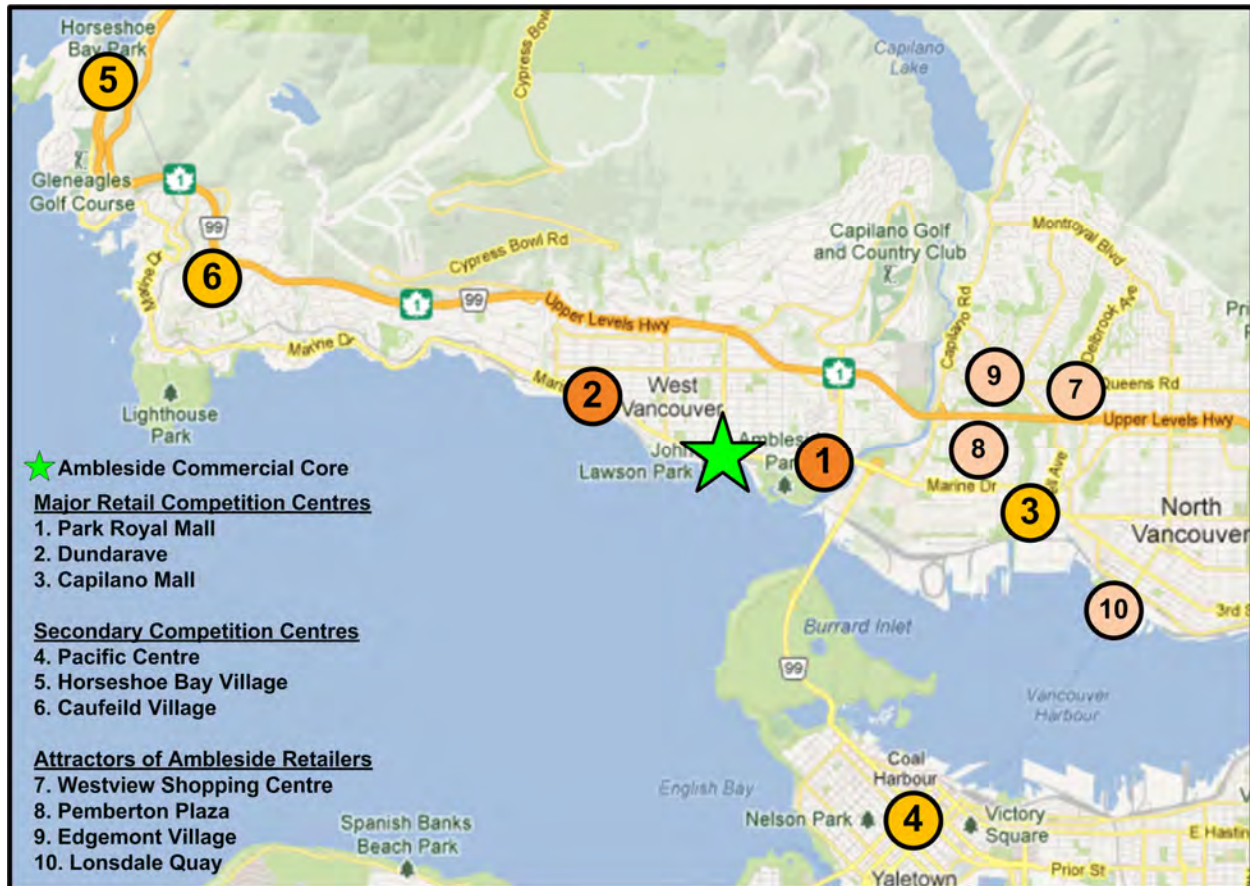 Horseshoe
Bay Park
5
Capilano
Lake
Cypress Bowl
1
Gleneagles
Golf Course
99
Montroyal Blvd
Capilano Golf
and Country Club
6
Cypress Bowl Rd
Marine Dr
1
99
Upper Levels Hwy
Capilano Rd
Delbrook Ave
Marine Dr
1
9
7
Queens Rd
2
West
Vancouver
Upper Levels Hwy
Lighthouse
Park
8
John
Lawson Park
1
Marine Dr
3
North
Vancouver
10
3rd
Burrard Inlet
99
Vancouver
Harbour
Coal
Harbour
English Bay
Nelson Park
4
Victory
Square
Spanish Banks
Beach Park
Prior St
Yaletown
Ambleside Commercial Core
Major Retail Competition Centres
1. Park Royal Mall
2. Dundarave
3. Capilano Mall
Secondary Competition Centres
4. Pacific Centre
5. Horseshoe Bay Village
6. Caufeild Village
Attractors of Ambleside Retailers
7. Westview Shopping Centre
8. Pemberton Plaza
9. Edgemont Village
10. Lonsdale Quay